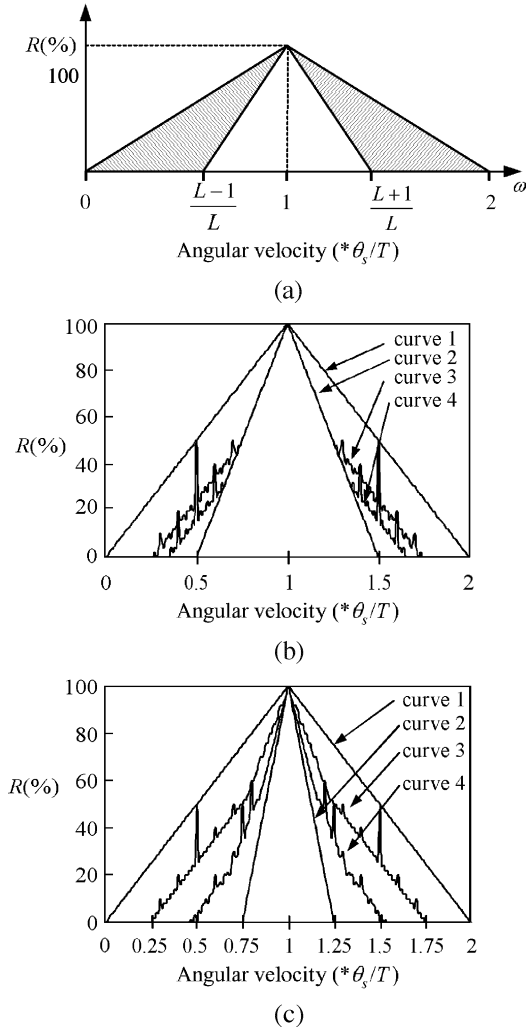 R(%)
100
0
(L−1)/L
1
(L+1)/L
2
ω
Angular velocity (*θs/T)
(a)
100
80
60
R(%)
40
20
0
curve 1
curve 2
curve 3
curve 4
0 0.5 1 1.5 2
Angular velocity (*θs/T)
(b)
100
80
60
R(%)
40
20
0
curve 1
curve 2
curve 3
curve 4
0 0.25 0.5 0.75 1 1.25 1.5 1.75 2
Angular velocity (*θs/T)
(c)